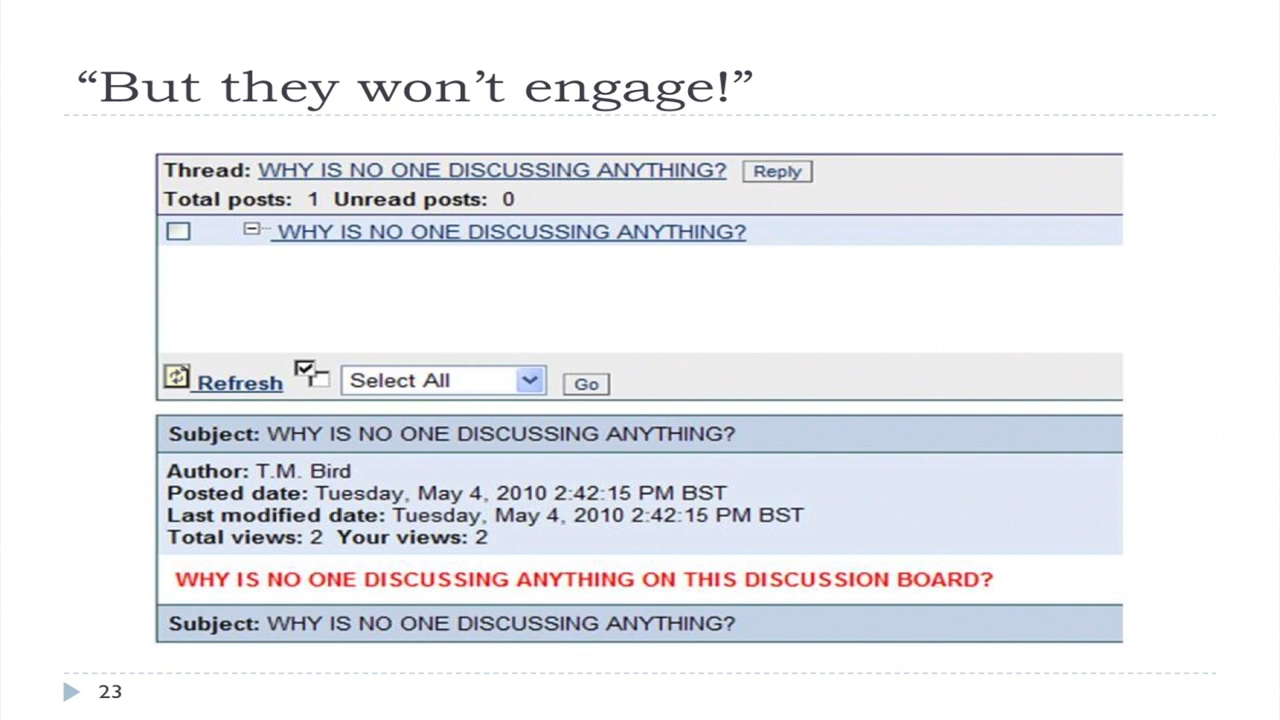 “But they won’t engage!”
Thread: WHY IS NO ONE DISCUSSING ANYTHING? Reply
Total posts: 1 Unread posts: 0
WHY IS NO ONE DISCUSSING ANYTHING?
Refresh Select All Go
Subject: WHY IS NO ONE DISCUSSING ANYTHING?
Author: T.M. Bird
Posted date: Tuesday, May 4, 2010 2:42:15 PM BST
Last modified date: Tuesday, May 4, 2010 2:42:15 PM BST
Total views: 2 Your views: 2
WHY IS NO ONE DISCUSSING ANYTHING ON THIS DISCUSSION BOARD?
Subject: WHY IS NO ONE DISCUSSING ANYTHING?
23